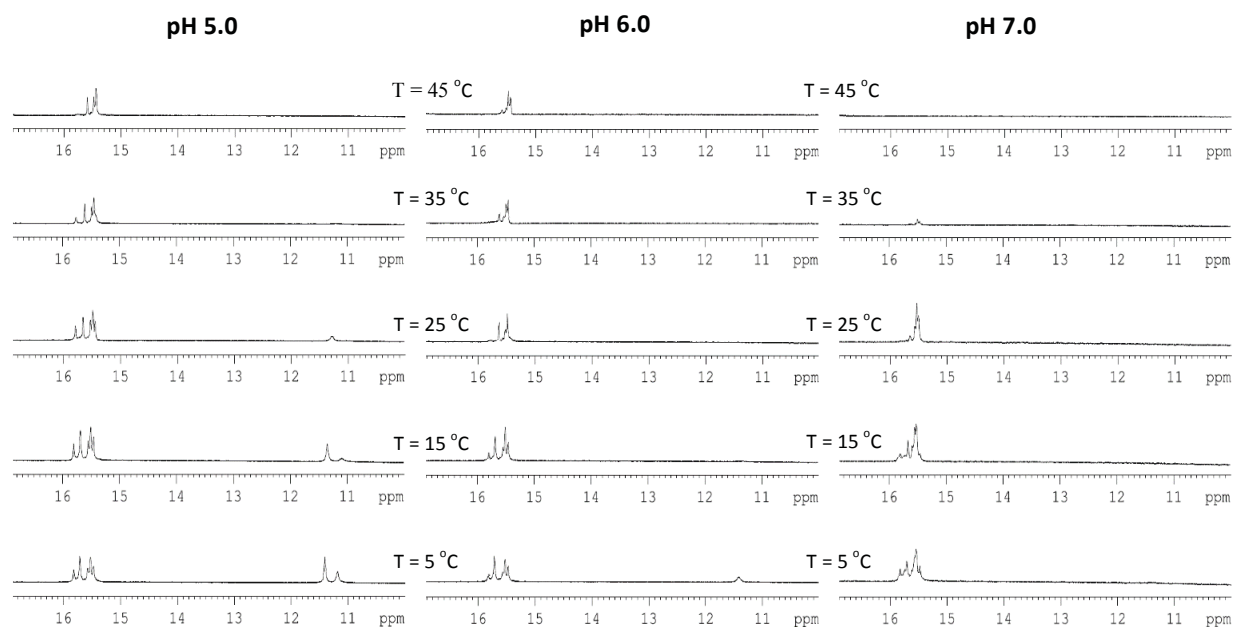 pH 5.0 pH 6.0 pH 7.0
T = 45 °C T = 45 °C
16 15 14 13 12 11 ppm 16 15 14 13 12 11 ppm 16 15 14 13 12 11 ppm
T = 35 °C T = 35 °C
16 15 14 13 12 11 ppm 16 15 14 13 12 11 ppm 16 15 14 13 12 11 ppm
T = 25 °C T = 25 °C
16 15 14 13 12 11 ppm 16 15 14 13 12 11 ppm 16 15 14 13 12 11 ppm
T = 15 °C T = 15 °C
16 15 14 13 12 11 ppm 16 15 14 13 12 11 ppm 16 15 14 13 12 11 ppm
T = 5 °C T = 5 °C
16 15 14 13 12 11 ppm 16 15 14 13 12 11 ppm 16 15 14 13 12 11 ppm